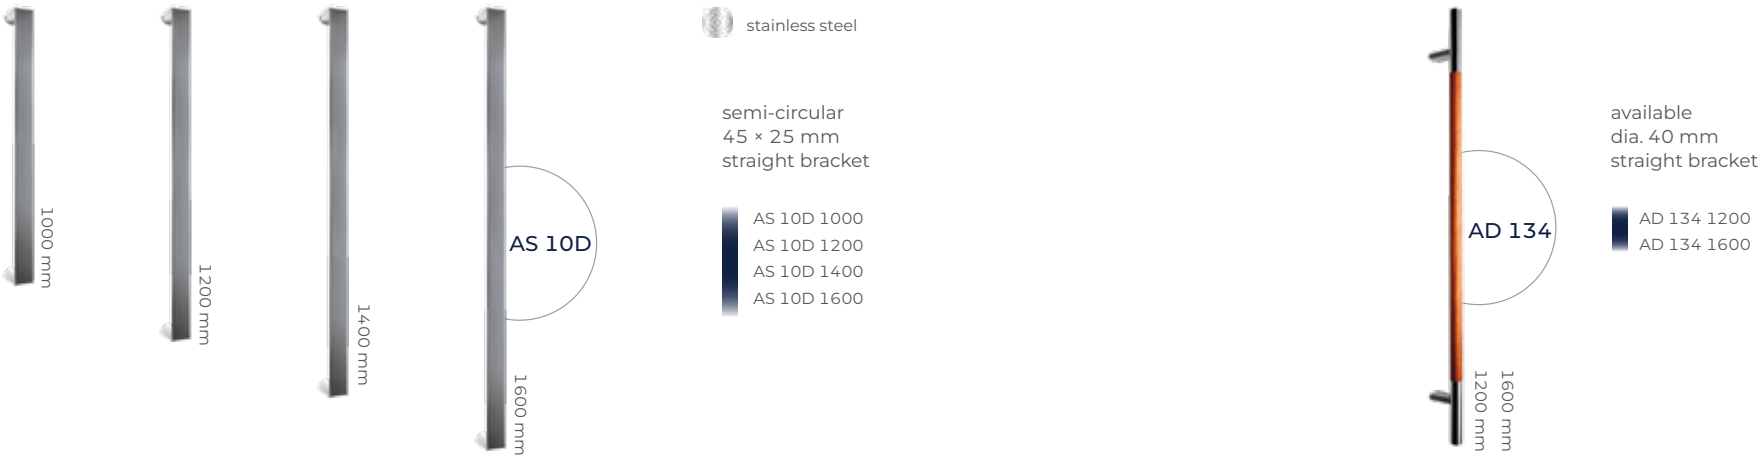 1000 mm
1200 mm
1400 mm
1600 mm
AS 10D
stainless steel
semi-circular
45 × 25 mm
straight bracket
AS 10D 1000
AS 10D 1200
AS 10D 1400
AS 10D 1600
AD 134
1200 mm
1600 mm
available
dia. 40 mm
straight bracket
AD 134 1200
AD 134 1600